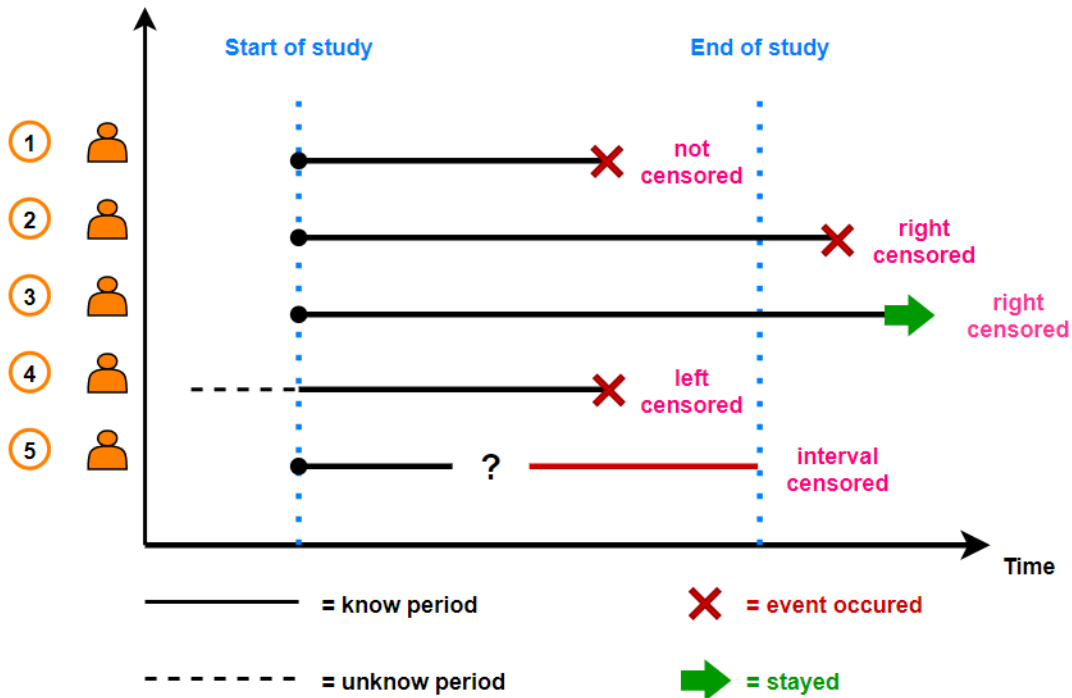 Start of study
End of study
1
not
censored
2
right
censored
3
right
censored
4
left
censored
5
?
interval
censored
Time
= know period
= event occured
= unknow period
= stayed